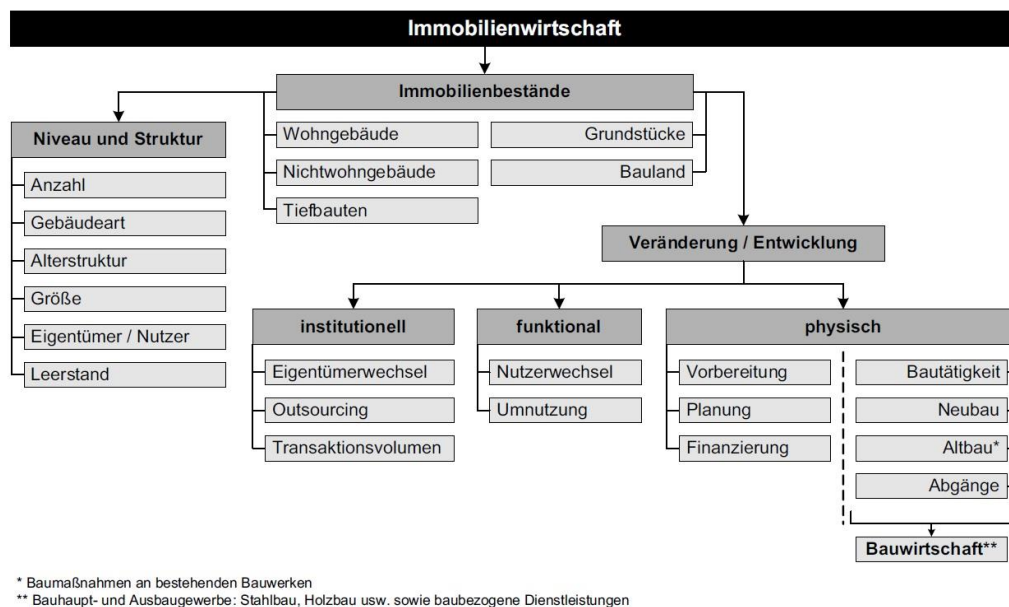 Immobilienwirtschaft
Immobilienbestände
Wohngebäude
Nichtwohngebäude
Tiefbauten
Grundstücke
Bauland
Niveau und Struktur
Anzahl
Gebäudeart
Alterstruktur
Größe
Eigentümer / Nutzer
Leerstand
Veränderung / Entwicklung
institutionell
Eigentümerwechsel
Outsourcing
Transaktionsvolumen
funktional
Nutzerwechsel
Umnutzung
physisch
Vorbereitung
Planung
Finanzierung
Bautätigkeit
Neubau
Altbau*
Abgänge
Bauwirtschaft**
* Baumaßnahmen an bestehenden Bauwerken
** Bauhaupt- und Ausbaugewerbe: Stahlbau, Holzbau usw. sowie baubezogene Dienstleistungen